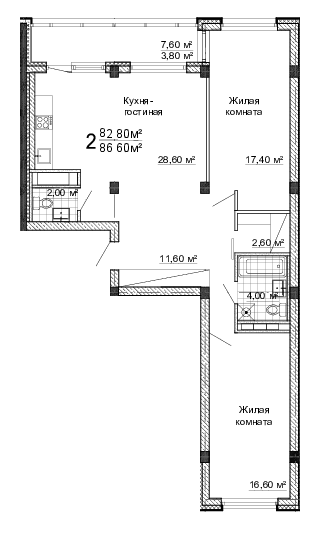 7,60 м²
3,80 м²
Кухня-
гостиная
Жилая
комната
2
82 80м²
86 60м²
28,60 м²
17,40 м²
2,00 м²
2,60 м²
11,60 м²
4,00 м²
Жилая
комната
16,60 м²